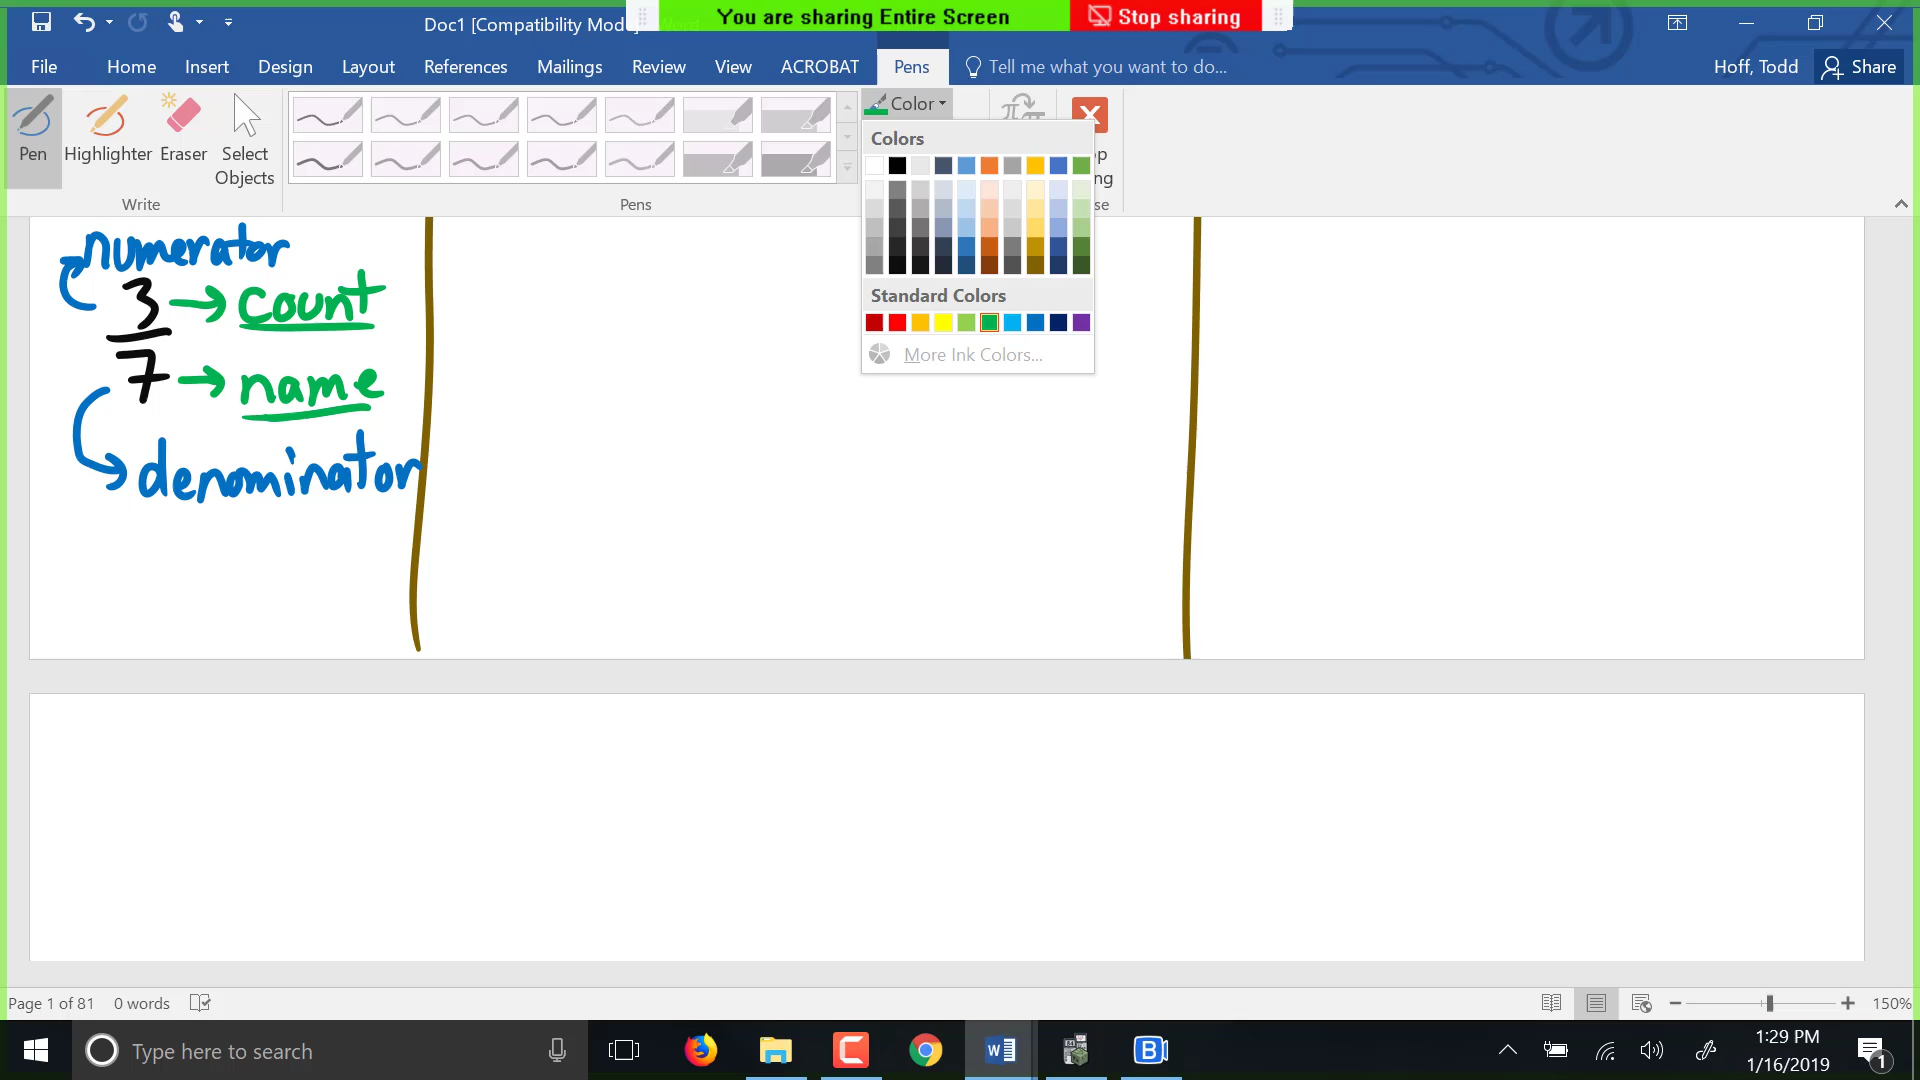 Doc1 [Compatibility Mod
You are sharing Entire Screen
Stop sharing
File Home Insert Design Layout References Mailings Review View ACROBAT Pens Tell me what you want to do... Hoff, Todd Share
Color
Colors
Pen Highlighter Eraser Select Objects
Write
Pens
Standard Colors
More Ink Colors...
numerator
3 → count
7 → name
denominator
Page 1 of 81 0 words
150%
Type here to search
1:29 PM
1/16/2019
1